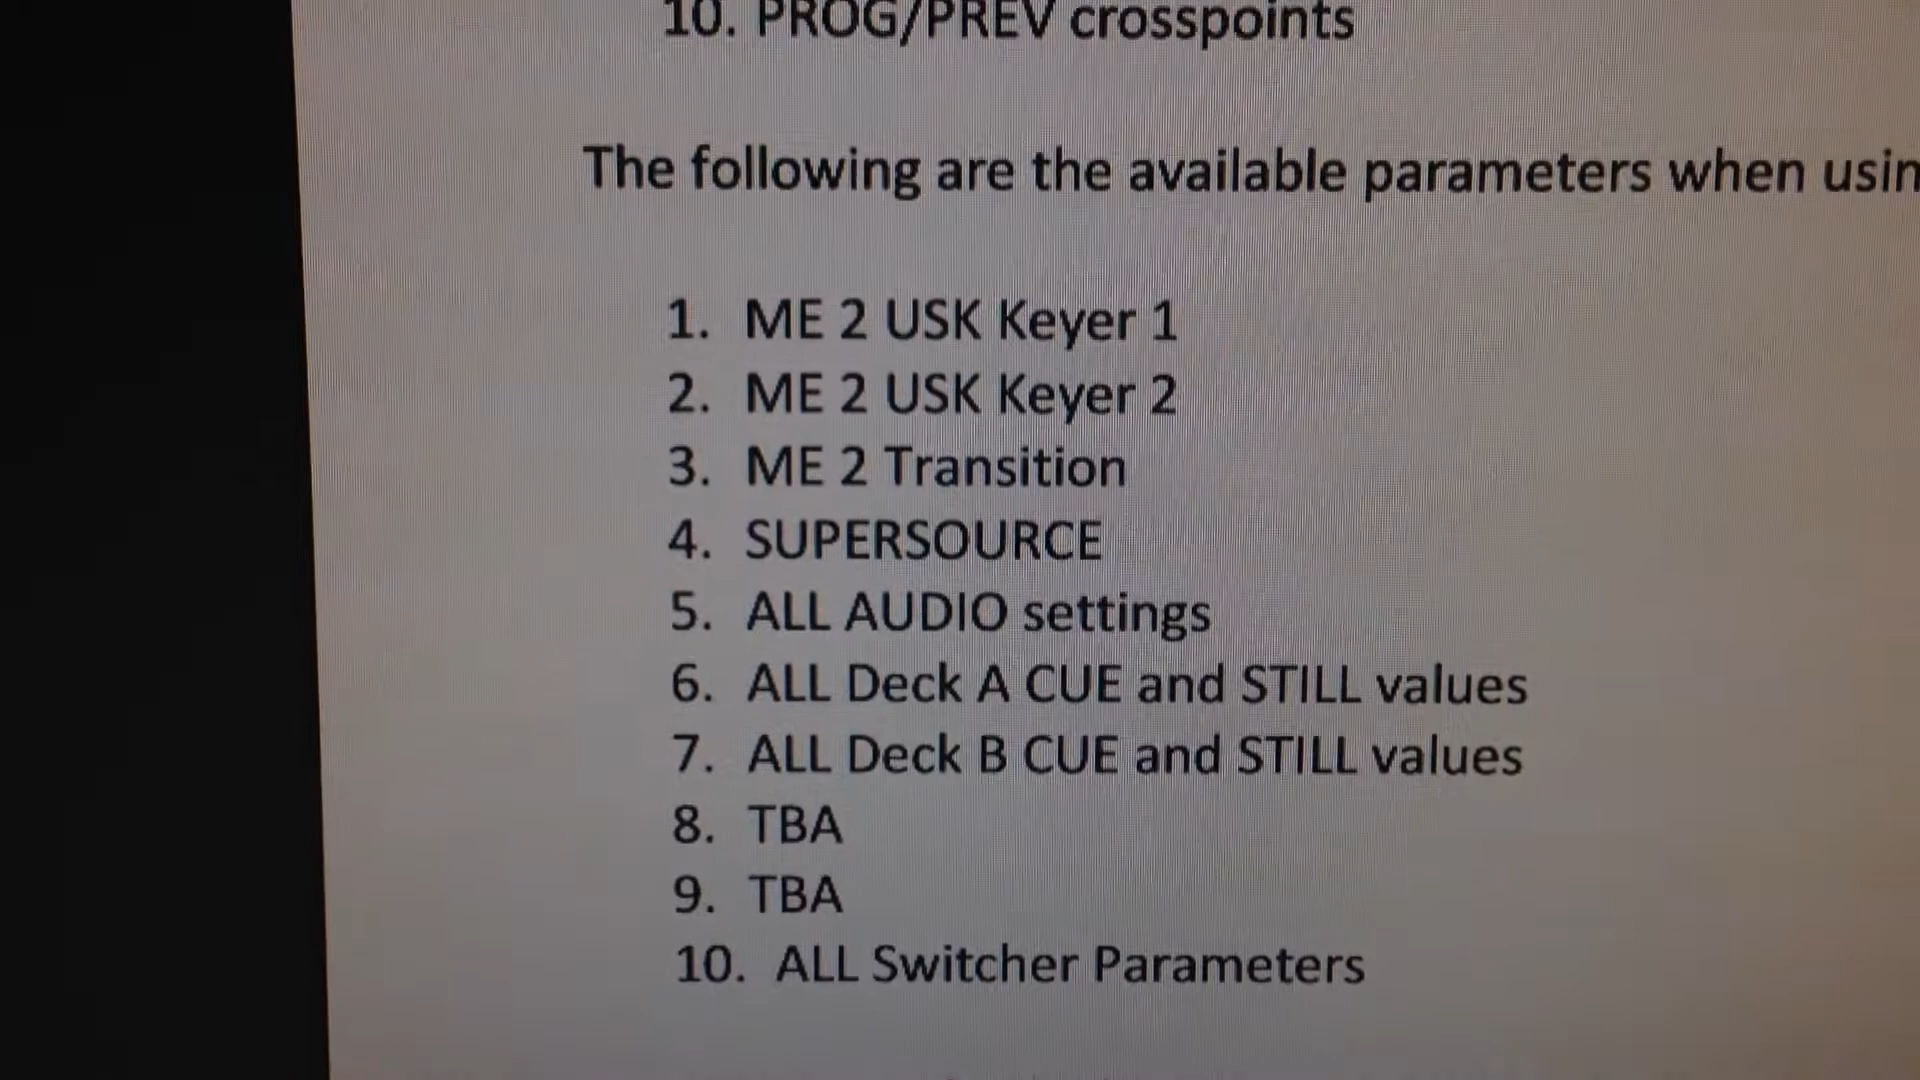 10. PROG/PREV crosspoints
The following are the available parameters when usin
1. ME 2 USK Keyer 1
2. ME 2 USK Keyer 2
3. ME 2 Transition
4. SUPERSOURCE
5. ALL AUDIO settings
6. ALL Deck A CUE and STILL values
7. ALL Deck B CUE and STILL values
8. TBA
9. TBA
10. ALL Switcher Parameters